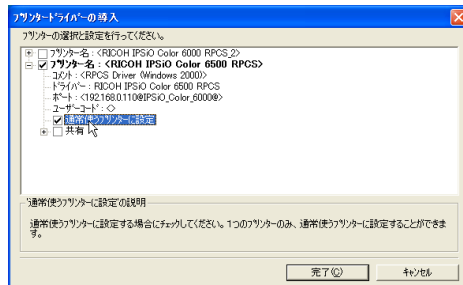 プリンタードライバーの導入
プリンターの選択と設定を行ってください。
プリンター名 : <RICOH IPSiO Color 6000 RPCS_2>
プリンター名 : <RICOH IPSiO Color 6500 RPCS>
コメント : <RPCS Driver (Windows 2000)>
ドライバー : RICOH IPSiO Color 6500 RPCS
ポート : <192.168.0.110@IPSiO_Color_6000@>
ユーザーコード : <>
通常使うプリンターに設定
共有
'通常使うプリンターに設定'の説明
通常使うプリンターに設定する場合にチェックしてください。1つのプリンターのみ、通常使うプリンターに設定することができま
す。
完了(O)
キャンセル